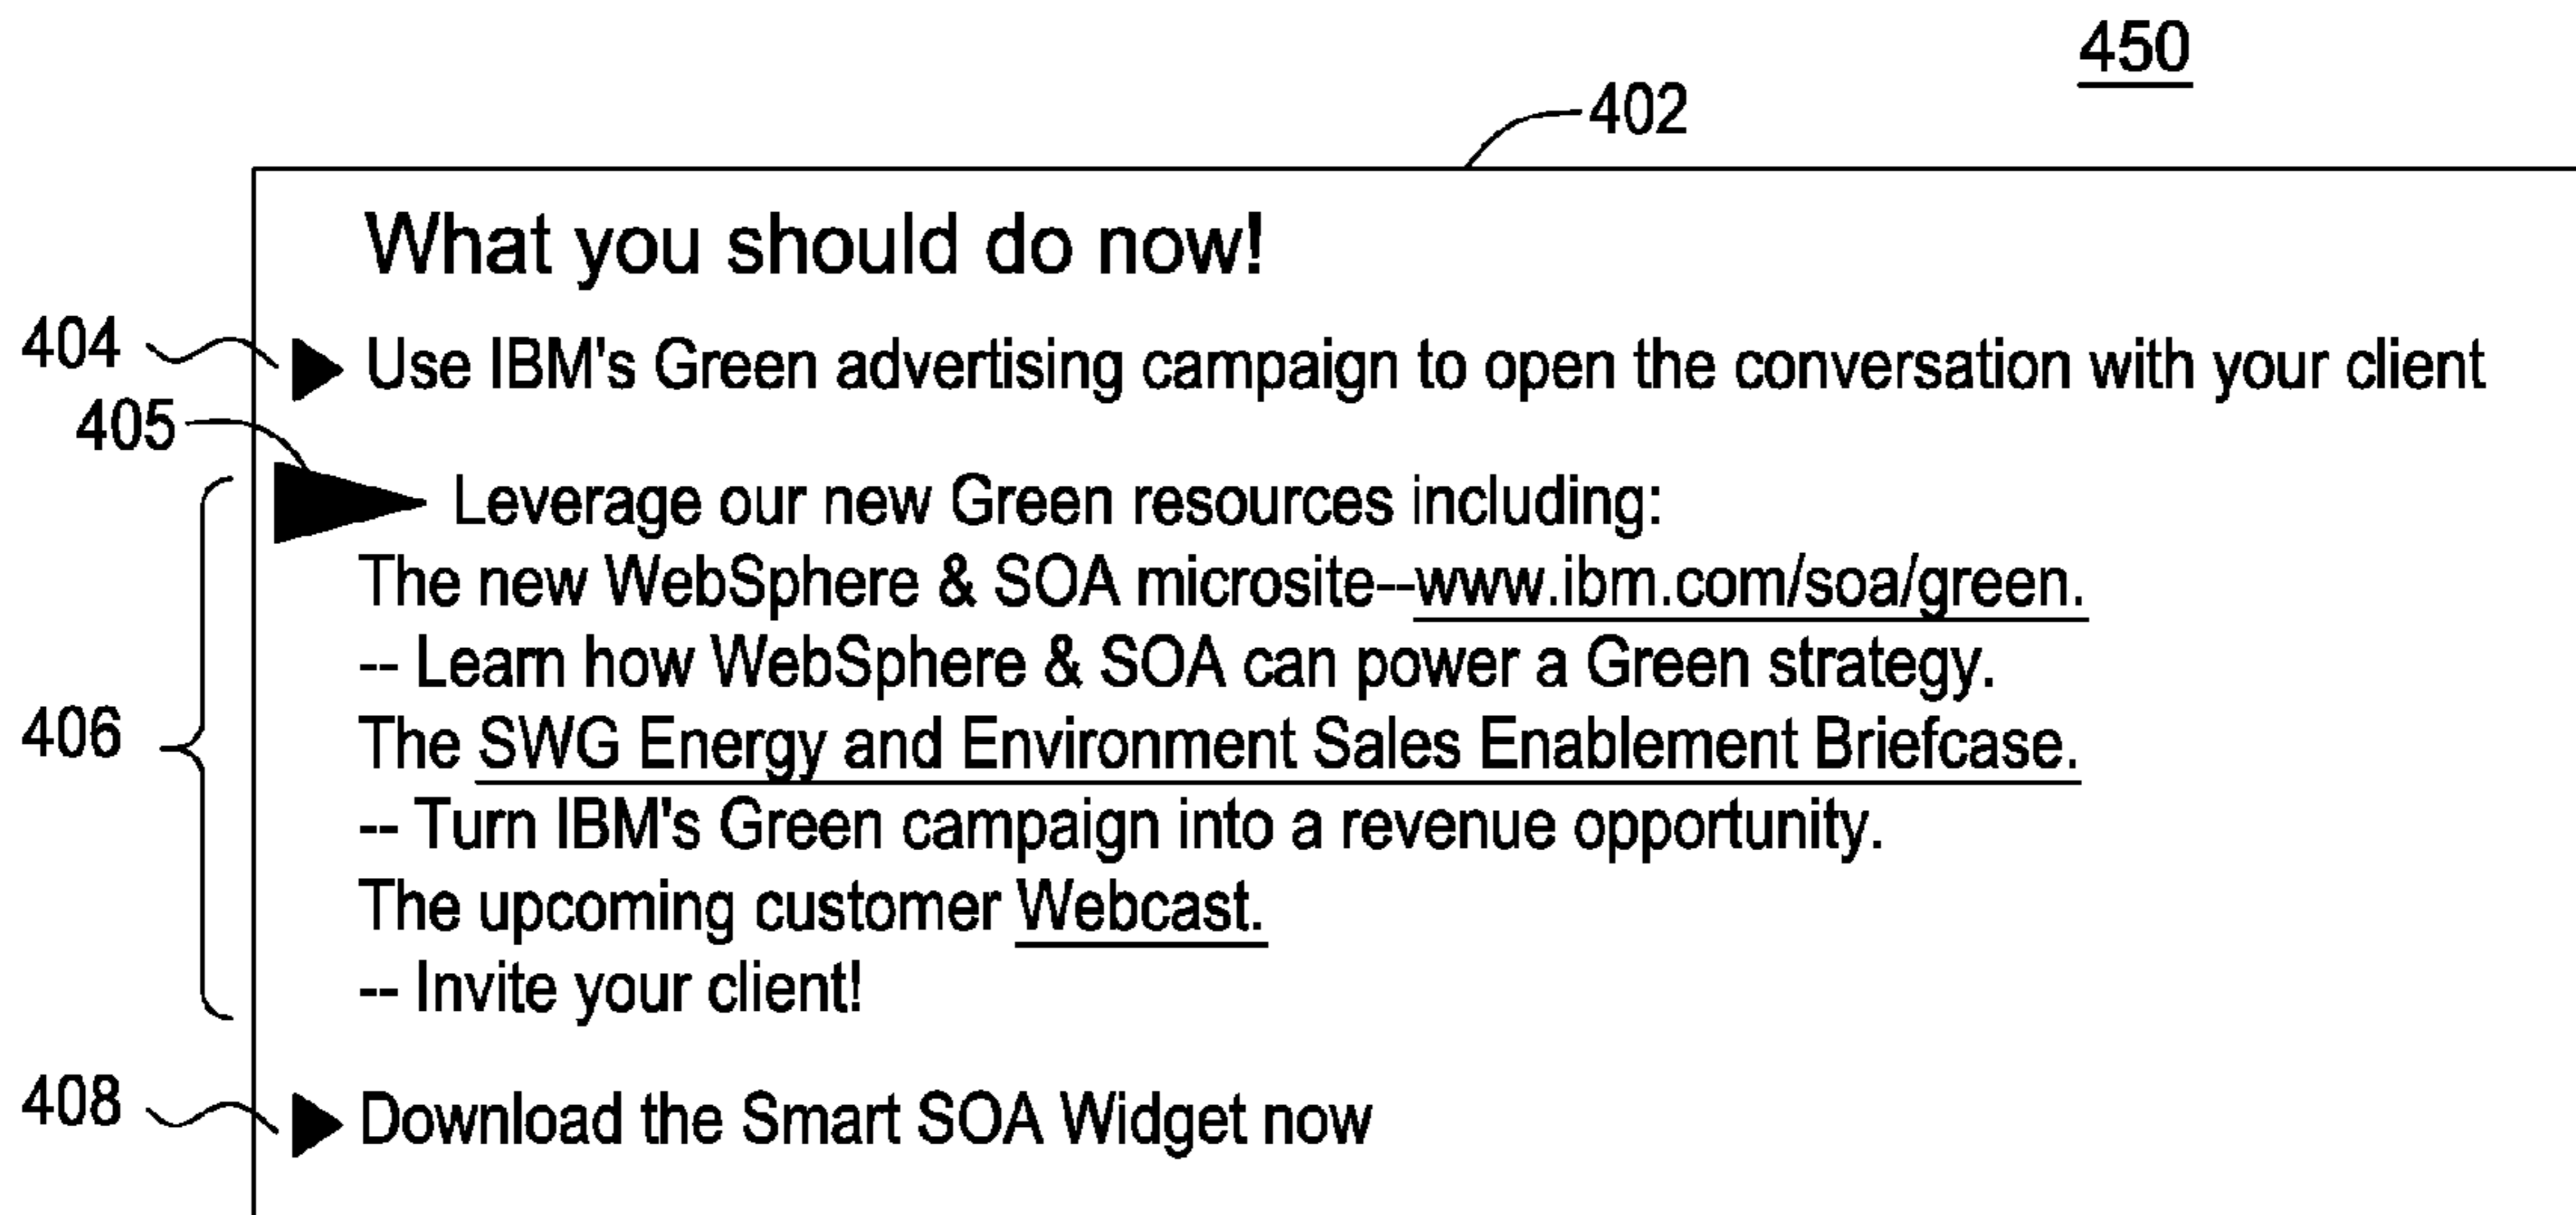 450
402
What you should do now!
404 Use IBM's Green advertising campaign to open the conversation with your client
405
Leverage our new Green resources including:
The new WebSphere & SOA microsite--www.ibm.com/soa/green.
-- Learn how WebSphere & SOA can power a Green strategy.
406 The SWG Energy and Environment Sales Enablement Briefcase.
-- Turn IBM's Green campaign into a revenue opportunity.
The upcoming customer Webcast.
-- Invite your client!
408 Download the Smart SOA Widget now